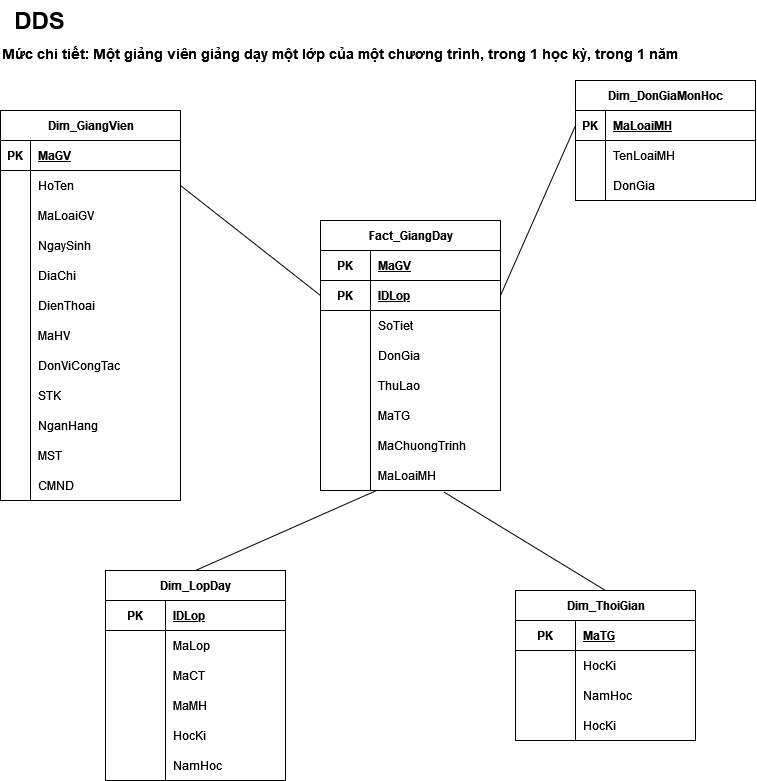 DDS
Mức chi tiết: Một giảng viên giảng dạy một lớp của một chương trình, trong 1 học kỳ, trong 1 năm
Dim_GiangVien
PK MaGV
HoTen
MaLoaiGV
NgaySinh
DiaChi
DienThoai
MaHV
DonViCongTac
STK
NganHang
MST
CMND
Dim_DonGiaMonHoc
PK MaLoaiMH
TenLoaiMH
DonGia
Fact_GiangDay
PK MaGV
PK IDLop
SoTiet
DonGia
ThuLao
MaTG
MaChuongTrinh
MaLoaiMH
Dim_LopDay
PK IDLop
MaLop
MaCT
MaMH
HocKi
NamHoc
Dim_ThoiGian
PK MaTG
HocKi
NamHoc
HocKi